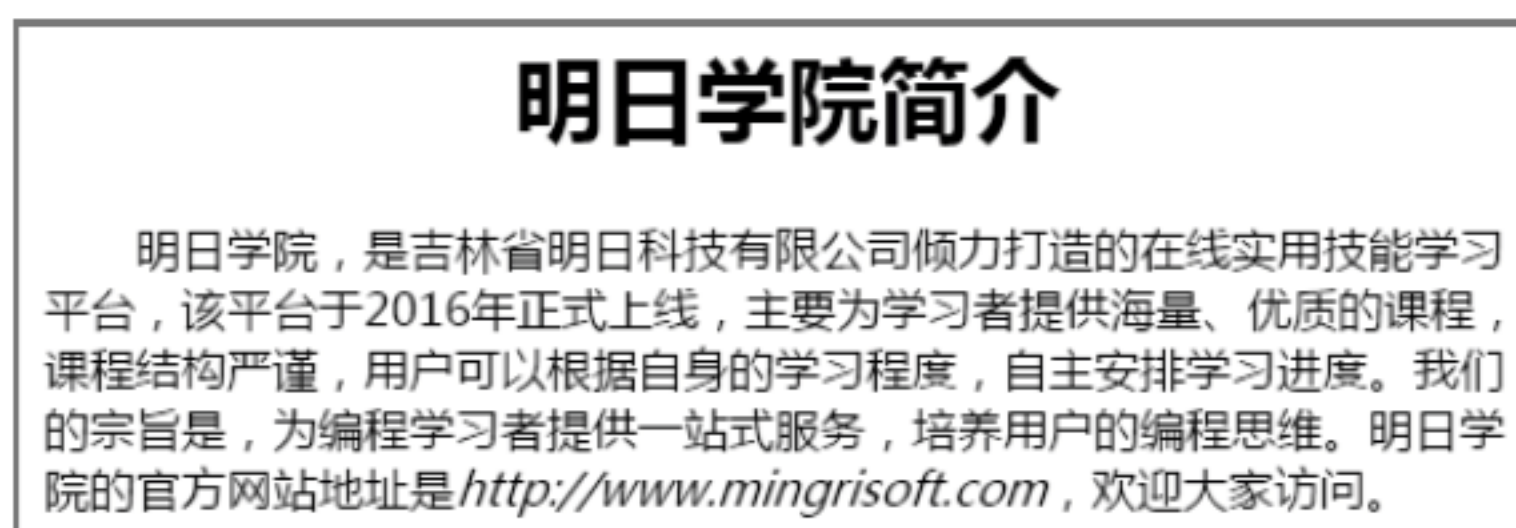 明日学院简介
明日学院，是吉林省明日科技有限公司倾力打造的在线实用技能学习
平台，该平台于2016年正式上线，主要为学习者提供海量、优质的课程，
课程结构严谨，用户可以根据自身的学习程度，自主安排学习进度。我们
的宗旨是，为编程学习者提供一站式服务，培养用户的编程思维。明日学
院的官方网站地址是http://www.mingrisoft.com，欢迎大家访问。